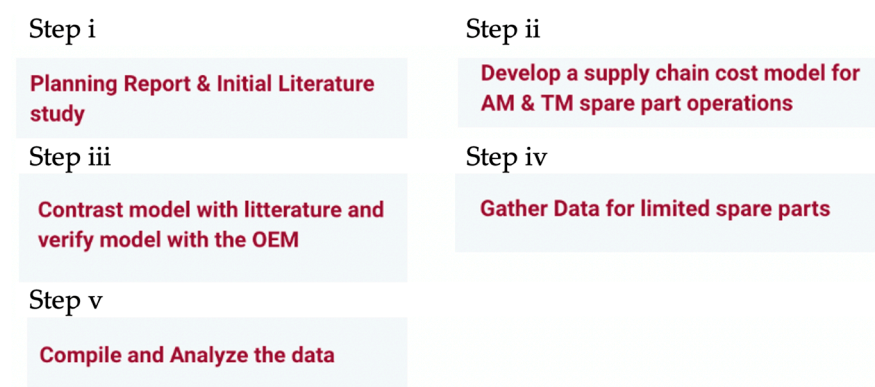 Step i
Planning Report & Initial Literature
study
Step ii
Develop a supply chain cost model for
AM & TM spare part operations
Step iii
Contrast model with litterature and
verify model with the OEM
Step iv
Gather Data for limited spare parts
Step v
Compile and Analyze the data